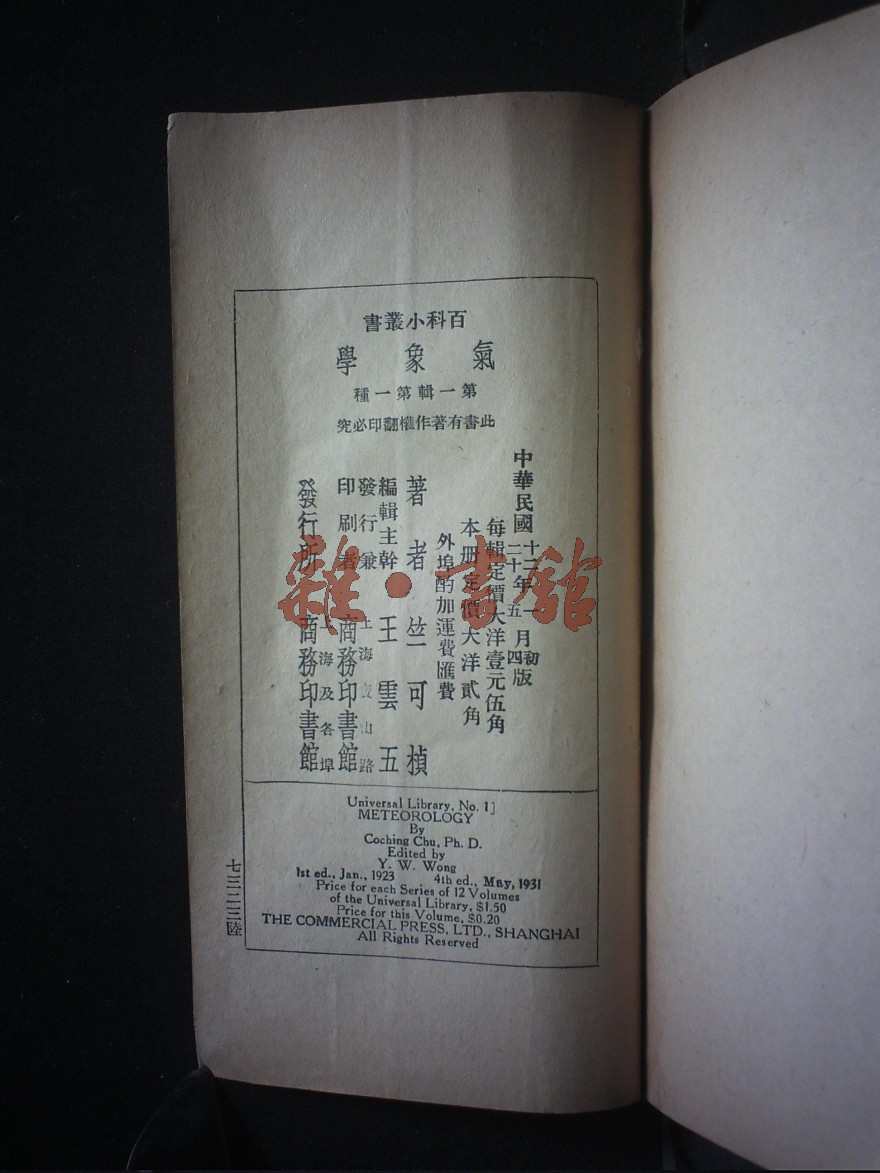 百科小叢書
氣象學
第一輯第一種
此書有著作權翻印必究
中華民國
十二年一月初版
二十年五月四版
每輯定價大洋壹元伍角
本册定價大洋貳角
外埠酌加運費匯費
著者 竺可楨
編輯主幹 王雲五
發行兼印刷者 上海寶山路 商務印書館
發行所 上海及各埠 商務印書館
Universal Library, No. 1]
METEOROLOGY
By
Coching Chu, Ph. D.
Edited by
Y. W. Wong
1st ed., Jan., 1923 4th ed., May, 1931
Price for each Series of 12 Volumes
of the Universal Library, $1.50
Price for this Volume, $0.20
THE COMMERCIAL PRESS, LTD., SHANGHAI
All Rights Reserved
七三二三陸
雜·書館